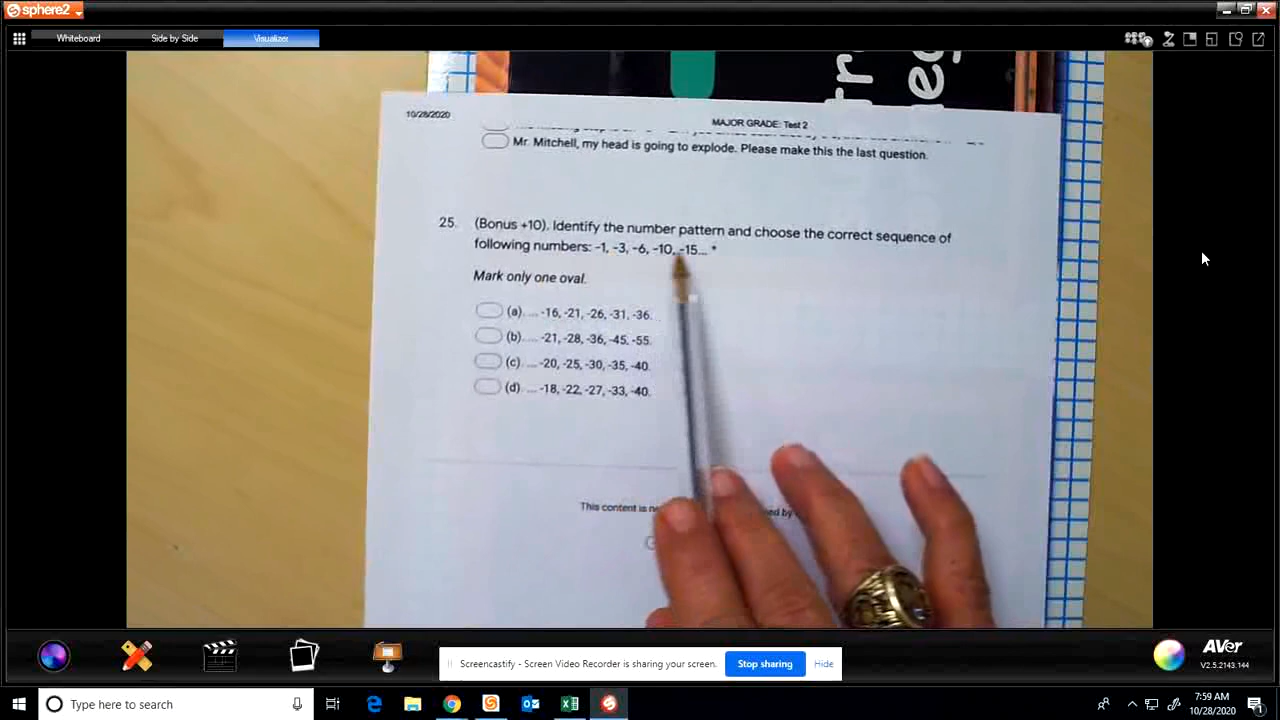 sphere2
Whiteboard
Side by Side
Visualizer
10/28/2020
MAJOR GRADE: Test 2
Mr. Mitchell, my head is going to explode. Please make this the last question.
25. (Bonus +10). Identify the number pattern and choose the correct sequence of
following numbers: -1, -3, -6, -10, -15... *
Mark only one oval.
(a) ... -16, -21, -26, -31, -36.
(b) ... -21, -28, -36, -45, -55.
(c) ... -20, -25, -30, -35, -40.
(d) ... -18, -22, -27, -33, -40.
This content is
by
Screencastify - Screen Video Recorder is sharing your screen.
Stop sharing
Hide
AVer
V2.5.2143.144
Type here to search
7:59 AM
10/28/2020